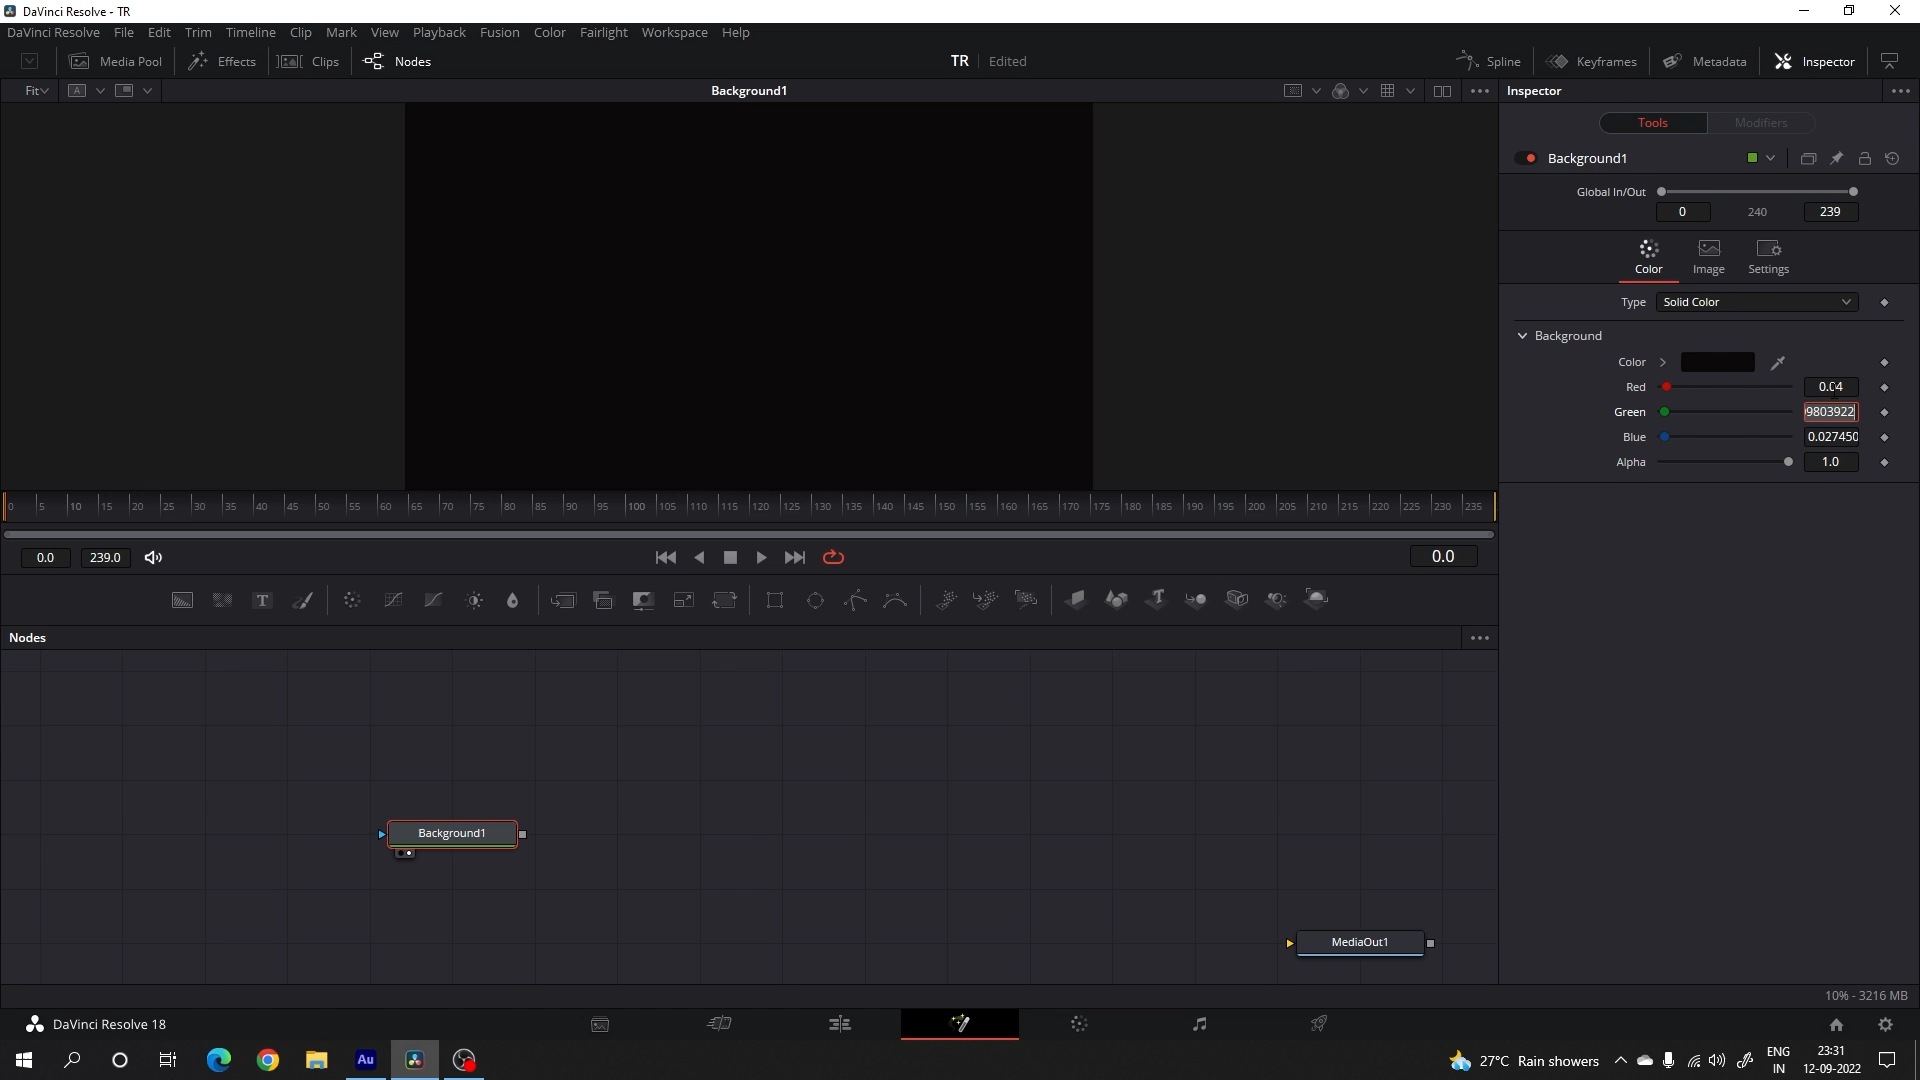 DaVinci Resolve - TR
DaVinci Resolve File Edit Trim Timeline Clip Mark View Playback Fusion Color Fairlight Workspace Help
Media Pool Effects Clips Nodes TR Edited Spline Keyframes Metadata Inspector
Fit A Background1 Inspector
Tools Modifiers
Background1
Global In/Out
0 240 239
Color Image Settings
Type Solid Color
Background
Color
Red 0.04
Green 9803922
Blue 0.027450
Alpha 1.0
0 5 10 15 20 25 30 35 40 45 50 55 60 65 70 75 80 85 90 95 100 105 110 115 120 125 130 135 140 145 150 155 160 165 170 175 180 185 190 195 200 205 210 215 220 225 230 235
0.0 239.0 0.0
T T
Nodes
Background1
MediaOut1
10% - 3216 MB
DaVinci Resolve 18
Au 27°C Rain showers ENG 23:31
IN 12-09-2022